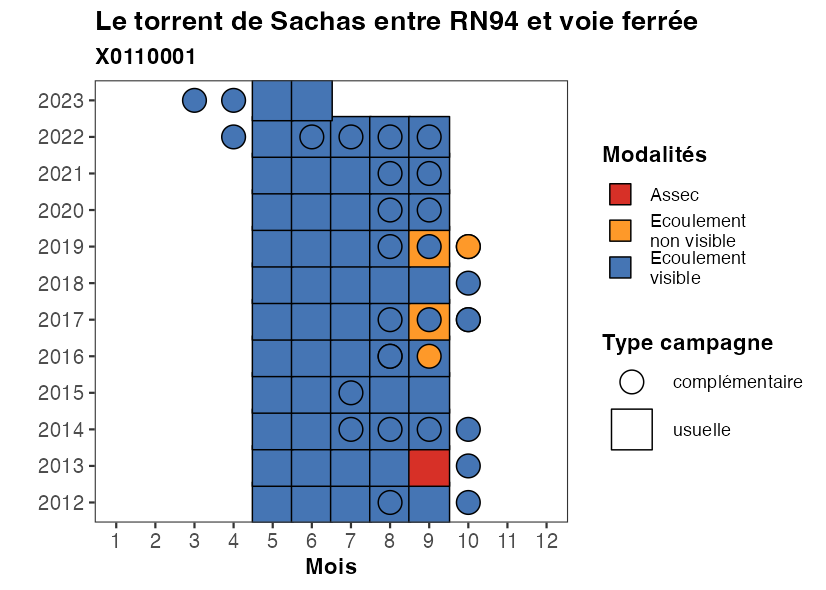 Le torrent de Sachas entre RN94 et voie ferrée
X0110001
2023
2022
2021
2020
2019
2018
2017
2016
2015
2014
2013
2012
1 2 3 4 5 6 7 8 9 10 11 12
Mois
Modalités
Assec
Ecoulement
non visible
Ecoulement
visible
Type campagne
complémentaire
usuelle